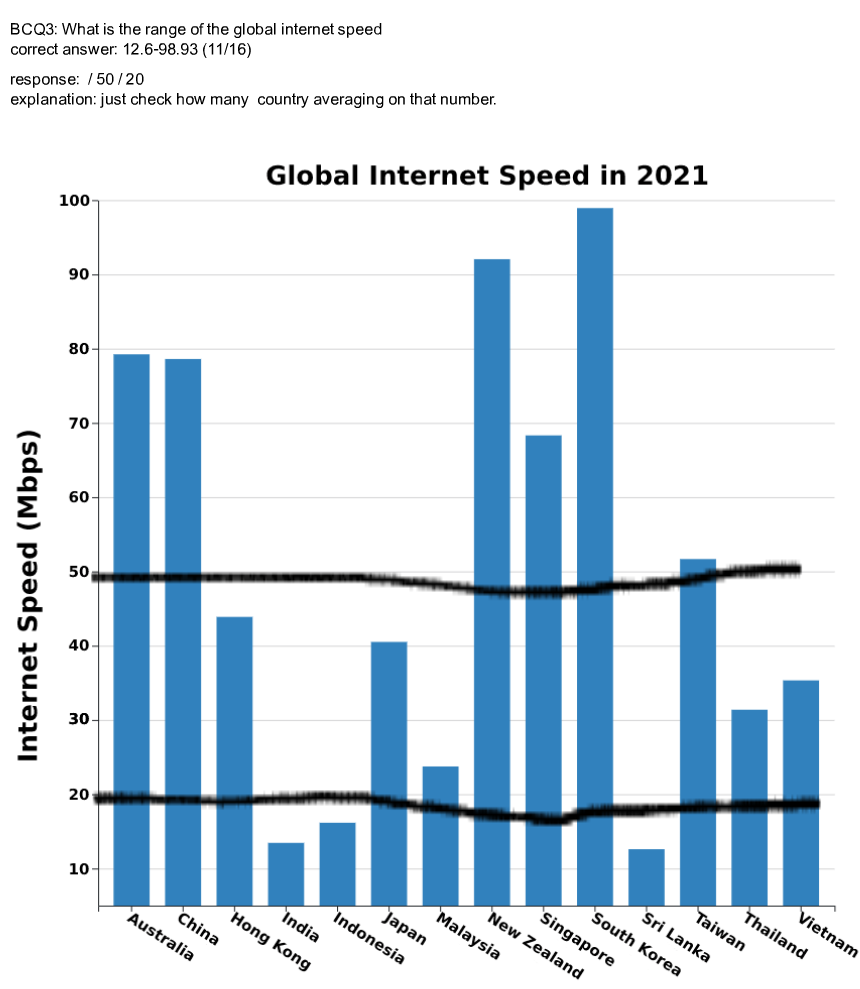 BCQ3: What is the range of the global internet speed
correct answer: 12.6-98.93 (11/16)
response:  / 50 / 20
explanation: just check how many  country averaging on that number.
Global Internet Speed in 2021
Internet Speed (Mbps)
100
90
80
70
60
50
40
30
20
10
Australia
China
Hong Kong
India
Indonesia
Japan
Malaysia
New Zealand
Singapore
South Korea
Sri Lanka
Taiwan
Thailand
Vietnam